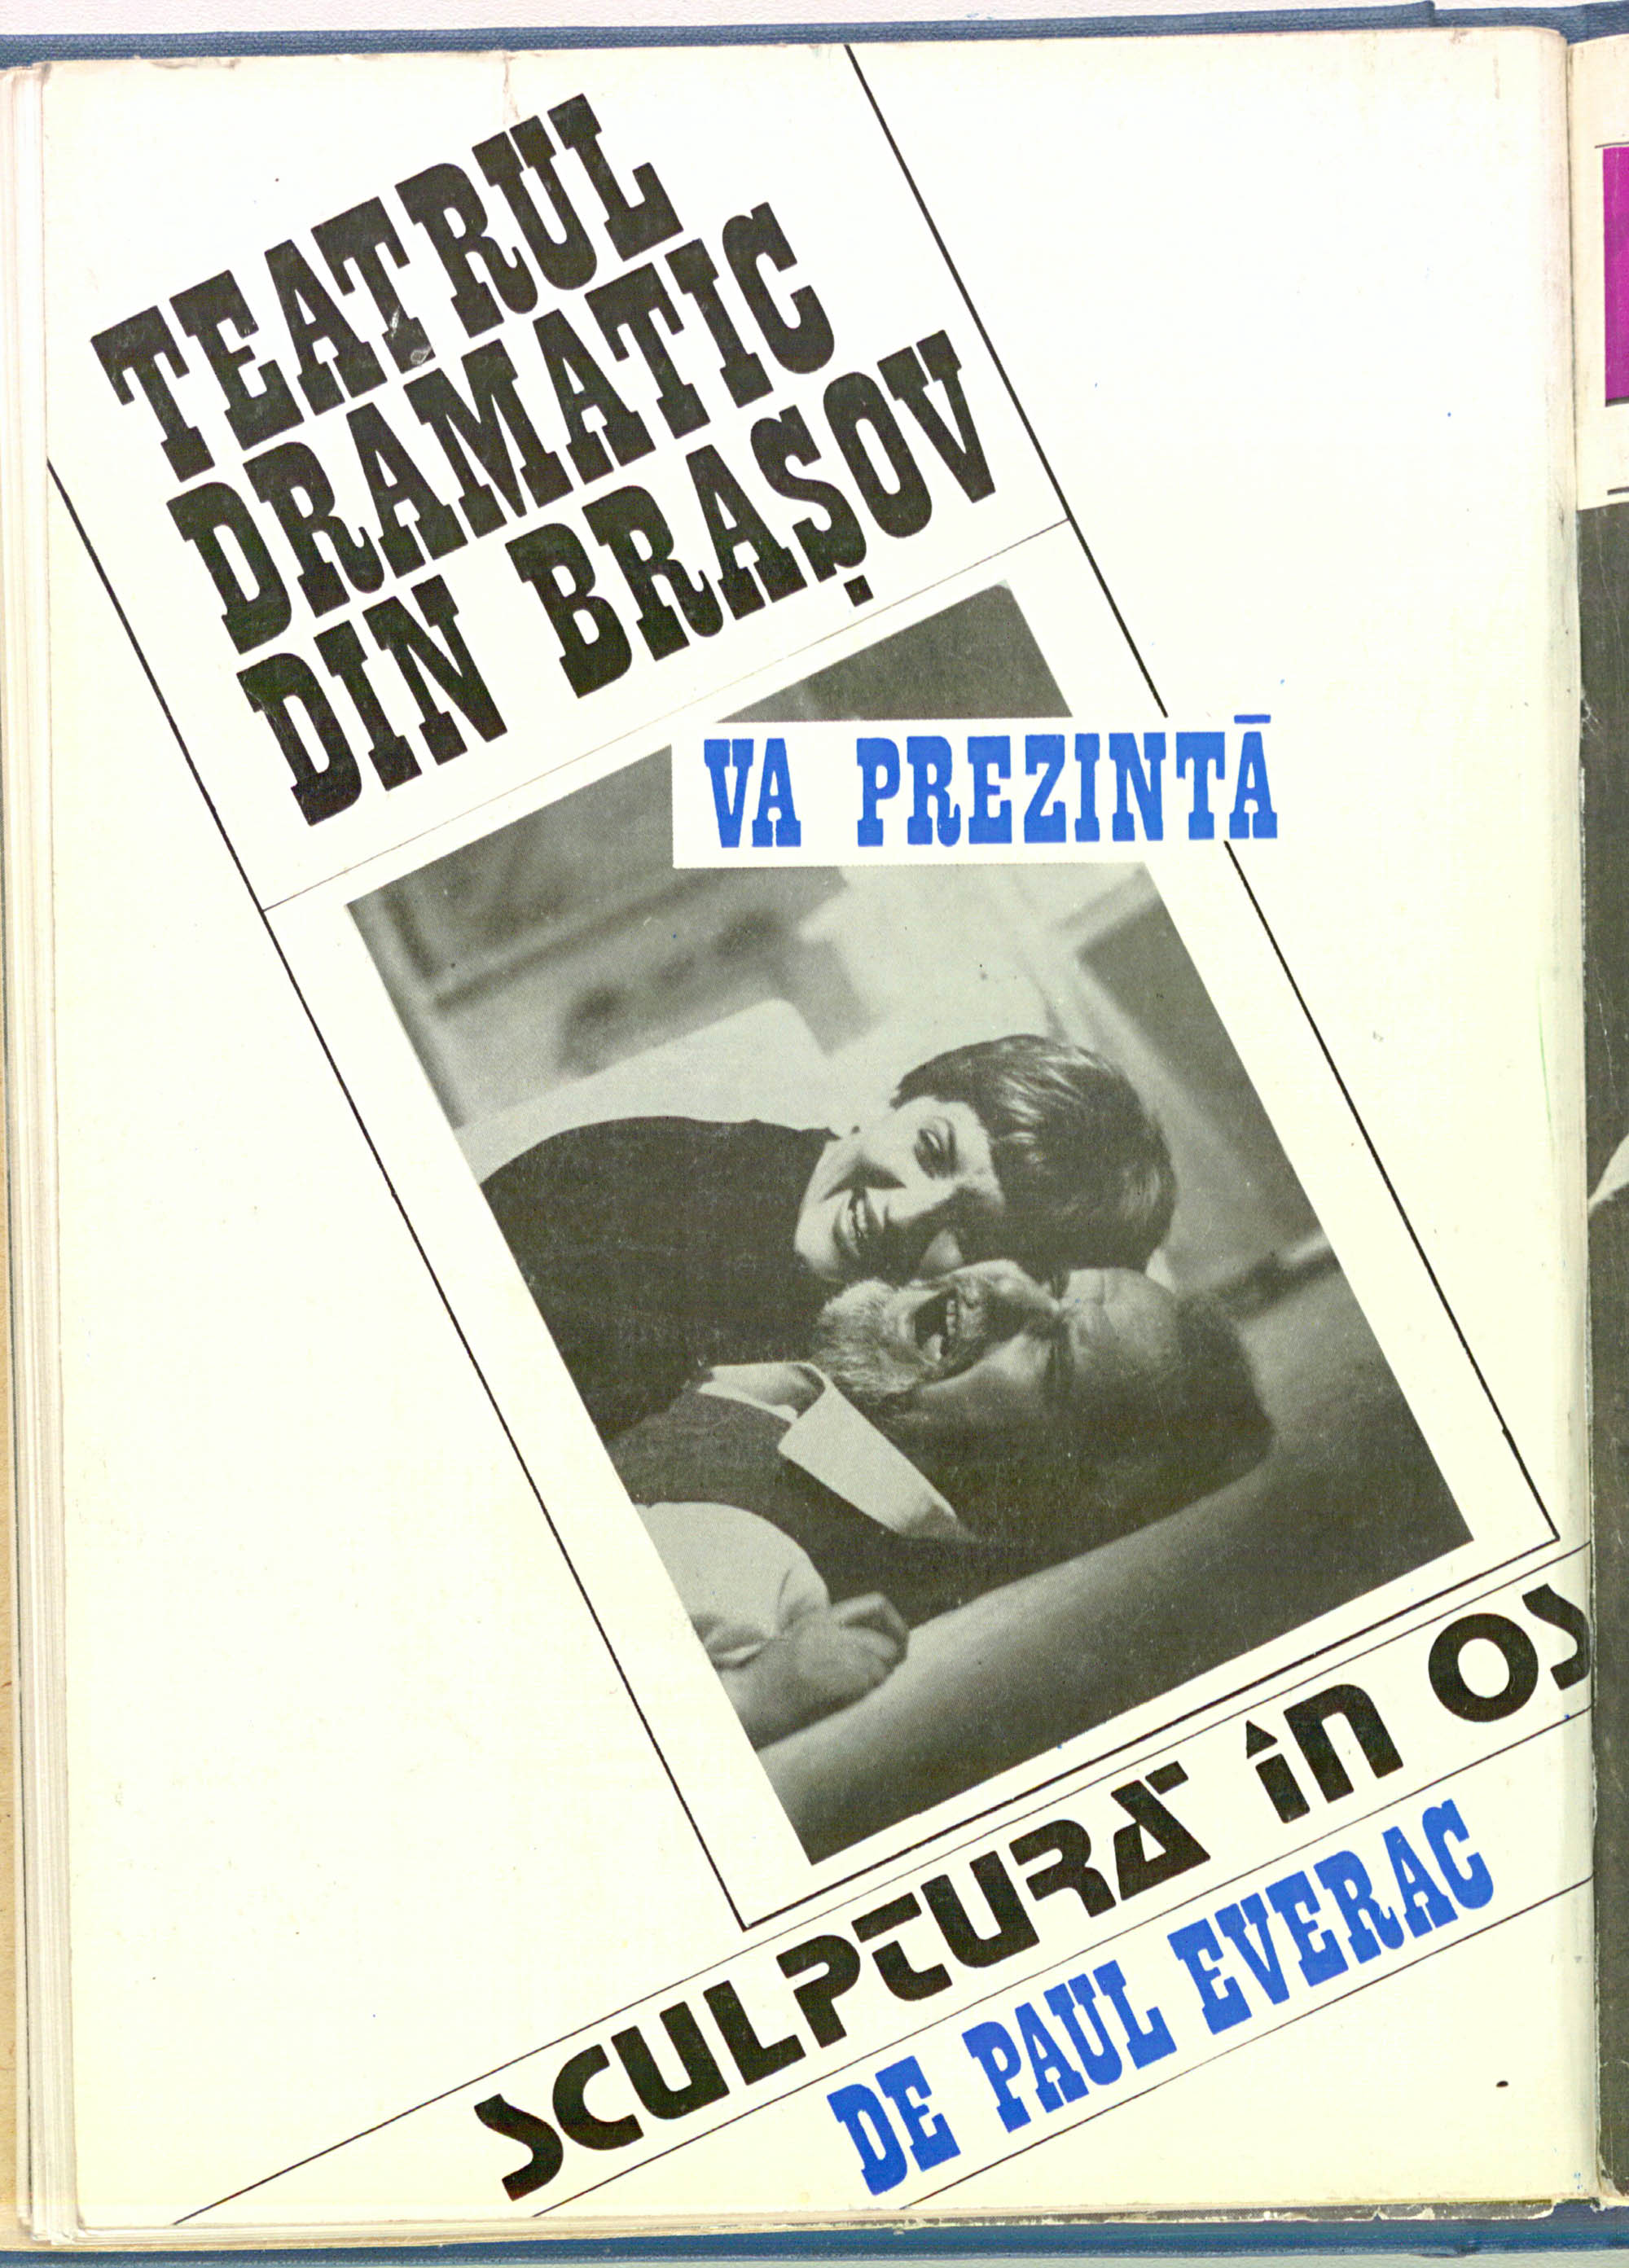 TEATRUL
DRAMATIC
DIN BRAȘOV
VA PREZINTĂ
SCULPTURĂ în OS
DE PAUL EVERAC